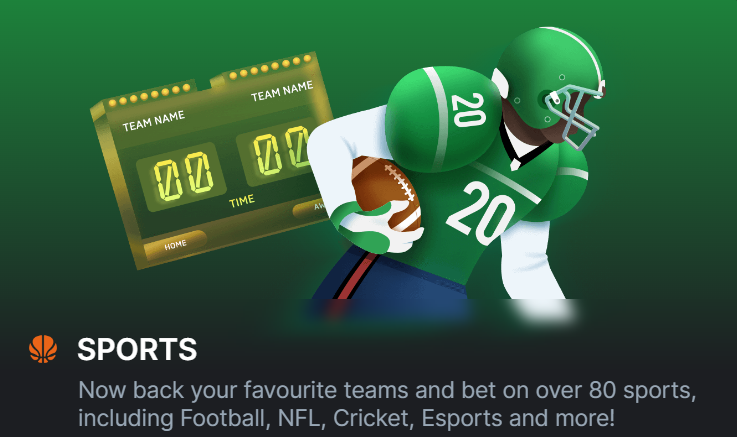 TEAM NAME
TEAM NAME
00
00
TIME
HOME
20
20
SPORTS
Now back your favourite teams and bet on over 80 sports,
including Football, NFL, Cricket, Esports and more!